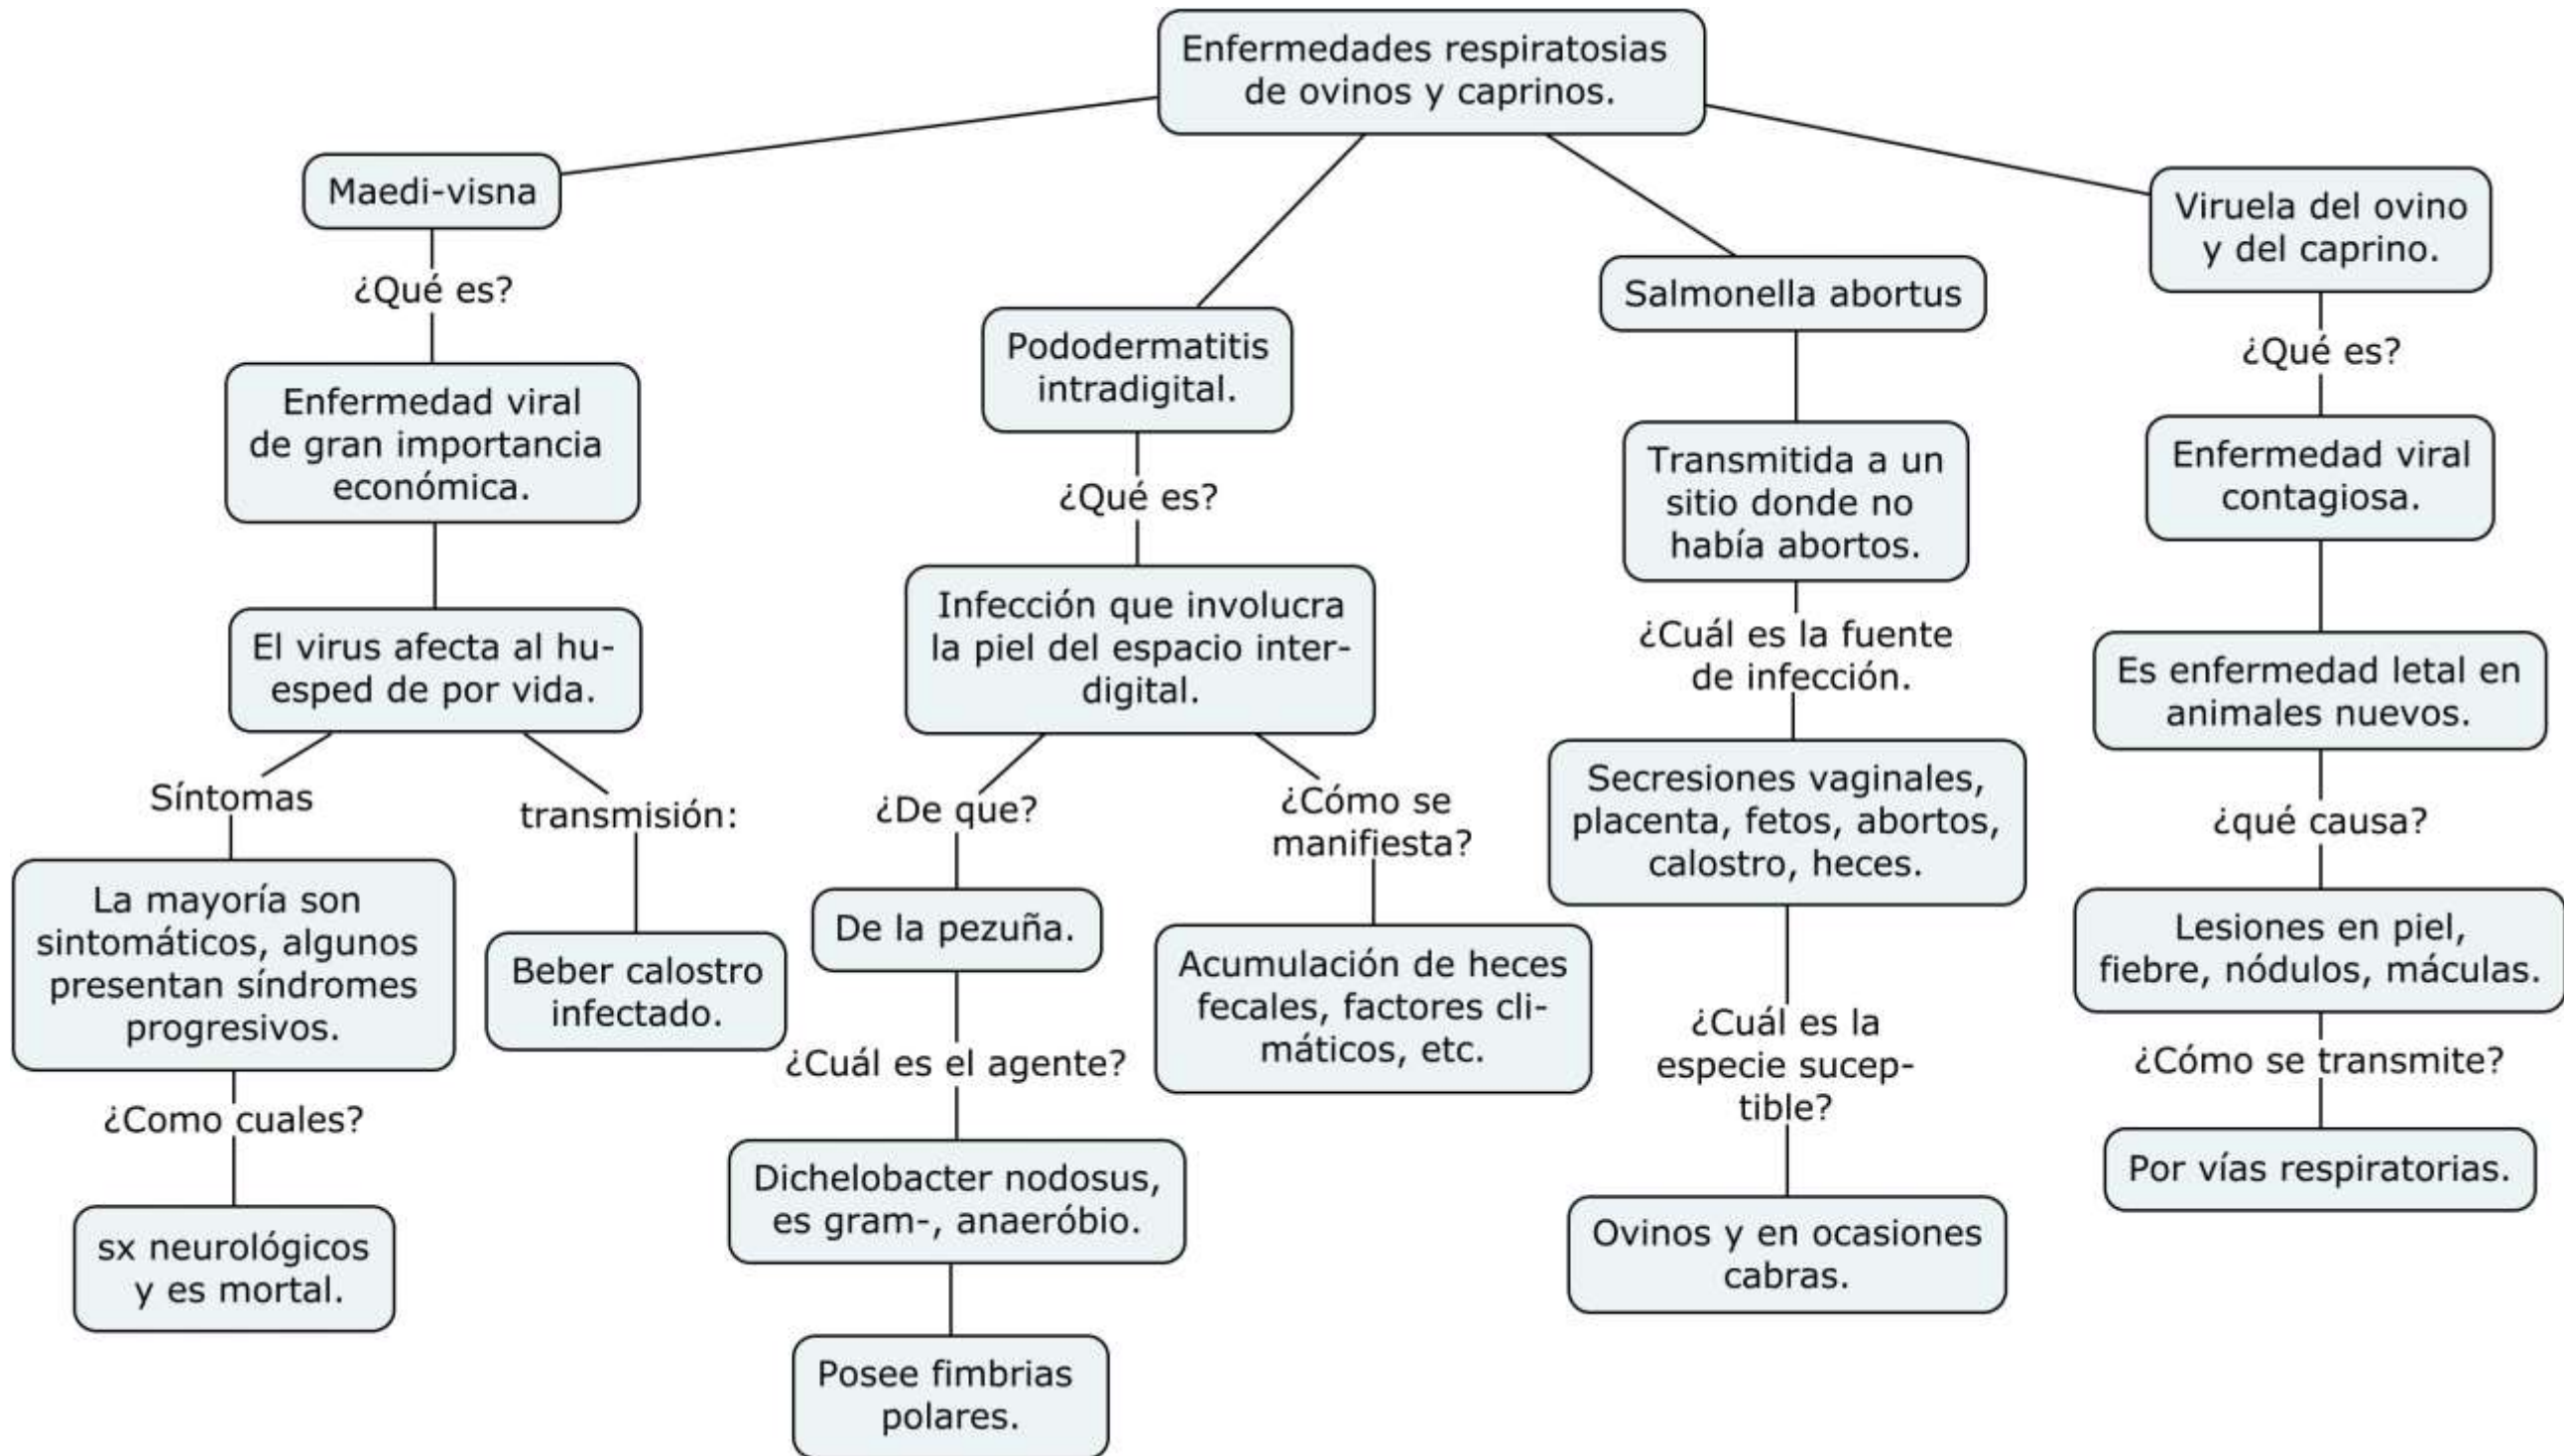 Enfermedades respiratosias
de ovinos y caprinos.
Maedi-visna
¿Qué es?
Enfermedad viral
de gran importancia
económica.
El virus afecta al hu-
esped de por vida.
Síntomas
La mayoría son
sintomáticos, algunos
presentan síndromes
progresivos.
¿Como cuales?
sx neurológicos
y es mortal.
transmisión:
Beber calostro
infectado.
Pododermatitis
intradigital.
¿Qué es?
Infección que involucra
la piel del espacio inter-
digital.
¿De que?
De la pezuña.
¿Cuál es el agente?
Dichelobacter nodosus,
es gram-, anaeróbio.
Posee fimbrias
polares.
¿Cómo se
manifiesta?
Acumulación de heces
fecales, factores cli-
máticos, etc.
Salmonella abortus
Transmitida a un
sitio donde no
había abortos.
¿Cuál es la fuente
de infección.
Secresiones vaginales,
placenta, fetos, abortos,
calostro, heces.
¿Cuál es la
especie sucep-
tible?
Ovinos y en ocasiones
cabras.
Viruela del ovino
y del caprino.
¿Qué es?
Enfermedad viral
contagiosa.
Es enfermedad letal en
animales nuevos.
¿qué causa?
Lesiones en piel,
fiebre, nódulos, máculas.
¿Cómo se transmite?
Por vías respiratorias.